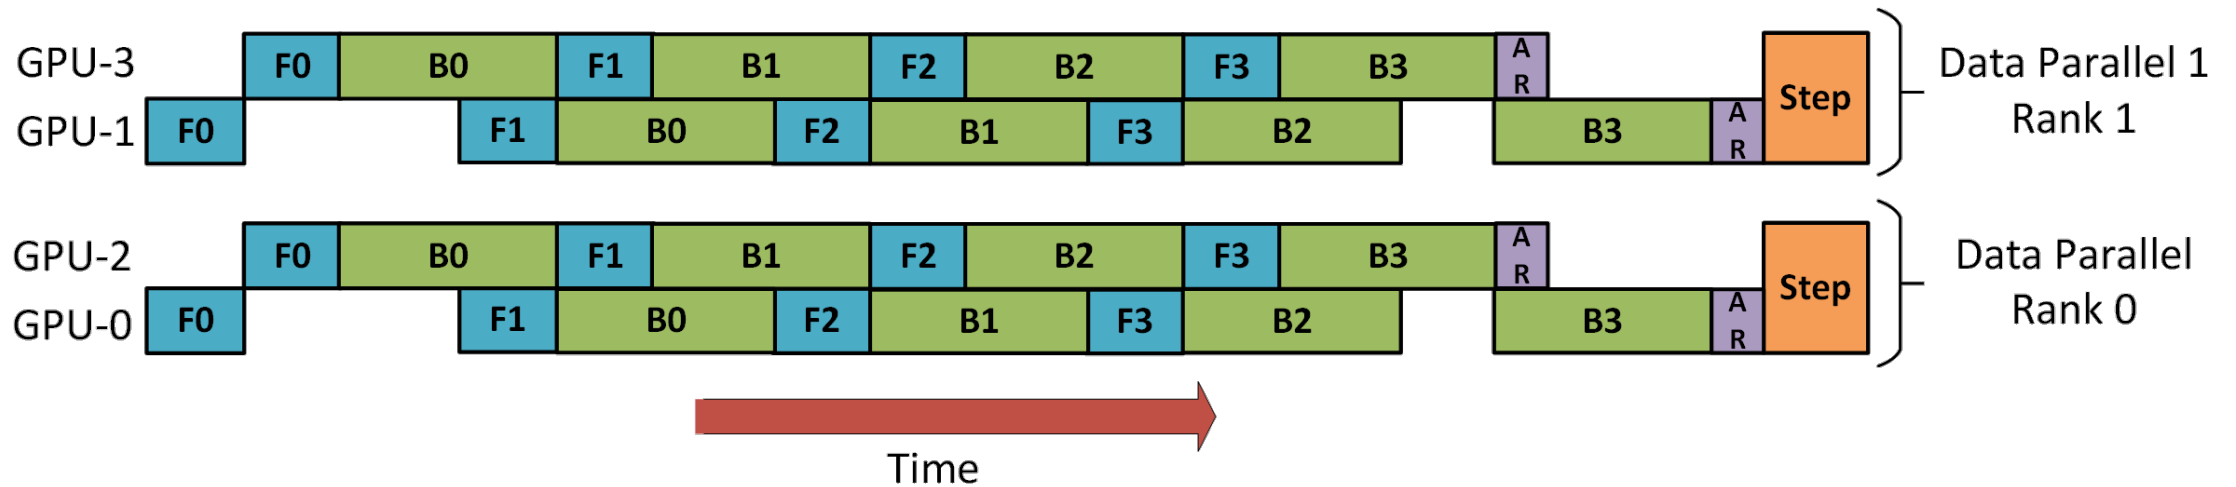 GPU-3 F0 B0 F1 B1 F2 B2 F3 B3 A R
GPU-1 F0 F1 B0 F2 B1 F3 B2 B3 A R
Step
Data Parallel 1
Rank 1
GPU-2 F0 B0 F1 B1 F2 B2 F3 B3 A R
GPU-0 F0 F1 B0 F2 B1 F3 B2 B3 A R
Step
Data Parallel
Rank 0
Time